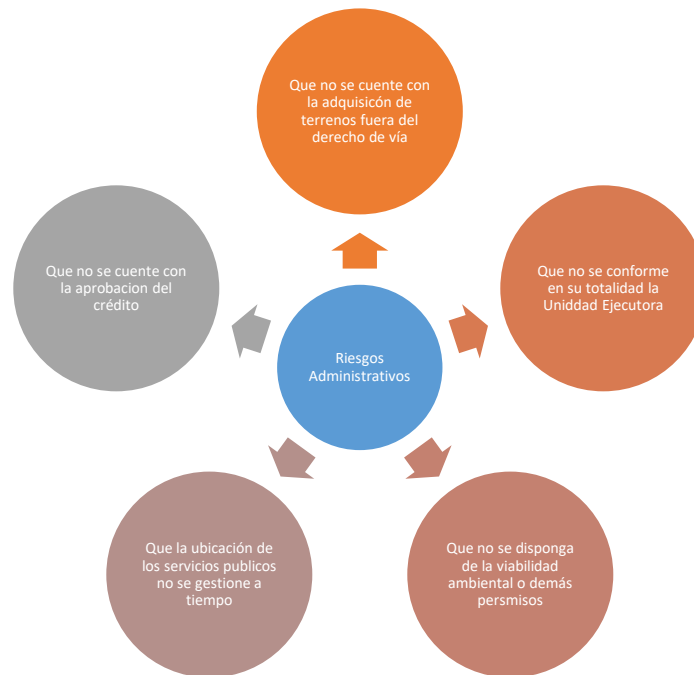 Que no se cuente con
la adquisicón de
terrenos fuera del
derecho de vía
Que no se cuente con
la aprobacion del
crédito
Que no se conforme
en su totalidad la
Uniddad Ejecutora
Riesgos
Administrativos
Que la ubicación de
los servicios publicos
no se gestione a
tiempo
Que no se disponga
de la viabilidad
ambiental o demás
persmisos